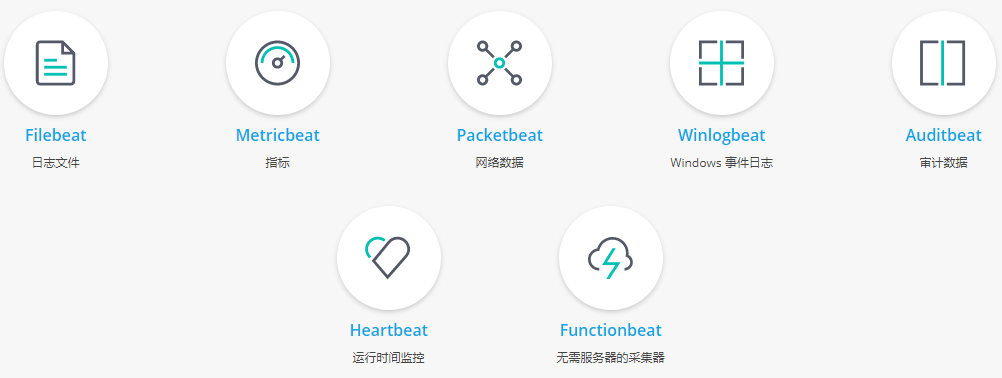 Filebeat
Metricbeat
Packetbeat
Winlogbeat
Auditbeat
日志文件
指标
网络数据
Windows 事件日志
审计数据
Heartbeat
Functionbeat
运行时间监控
无需服务器的采集器